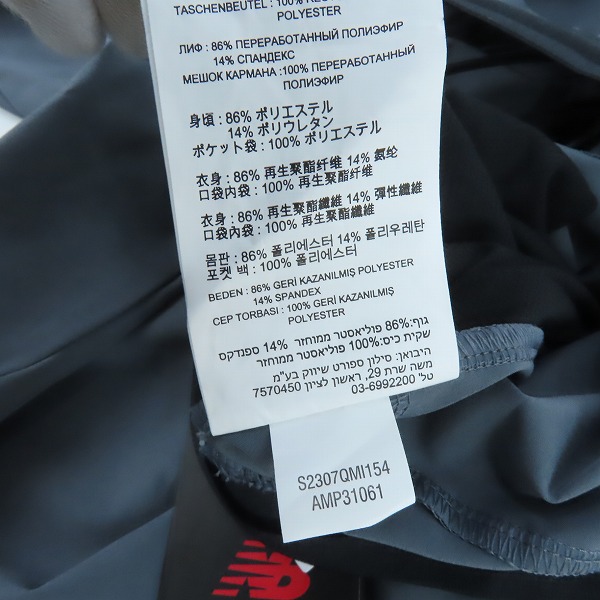 TASCHENBEUTEL: 100%
POLYESTER
ЛИФ : 86% ПЕРЕРАБОТАННЫЙ ПОЛИЭФИР
14% СПАНДЕКС
МЕШОК КАРМАНА :100% ПЕРЕРАБОТАННЫЙ
ПОЛИЭФИР
身頃 : 86% ポリエステル
14% ポリウレタン
ポケット袋 : 100% ポリエステル
衣身 : 86% 再生聚酯纤维 14% 氨纶
口袋内袋 : 100% 再生聚酯纤维
衣身 : 86% 再生聚酯纖維 14% 彈性纖維
口袋內袋 : 100% 再生聚酯纖維
몸판 : 86% 폴리에스터 14% 폴리우레탄
포켓 백 : 100% 폴리에스터
BEDEN : 86% GERİ KAZANILMIŞ POLYESTER
14% SPANDEX
CEP TORBASI : 100% GERİ KAZANILMIŞ
POLYESTER
גוף: 86% פוליאסטר ממוחזר 14% ספנדקס
שקית כיס: 100% פוליאסטר ממוחזר
היבואן: סילון ספורט שיווק בע"מ
משה שרת 29, ראשון לציון 7570450
טל' 03-6992200
S2307QMI154
AMP31061